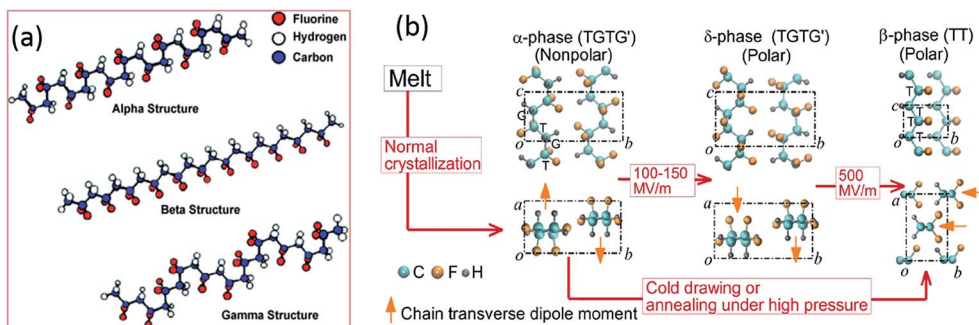 (a)
Fluorine
Hydrogen
Carbon
Alpha Structure
Beta Structure
Gamma Structure
(b)
α-phase (TGTG')
(Nonpolar)
δ-phase (TGTG')
(Polar)
β-phase (TT)
(Polar)
Melt
Normal
crystallization
c
G
T
T
G
T
o
b
100-150
MV/m
c
o
b
500
MV/m
c
T
T
T
T
o
b
a
o
b
a
o
b
a
o
b
C F H
Chain transverse dipole moment
Cold drawing or
annealing under high pressure